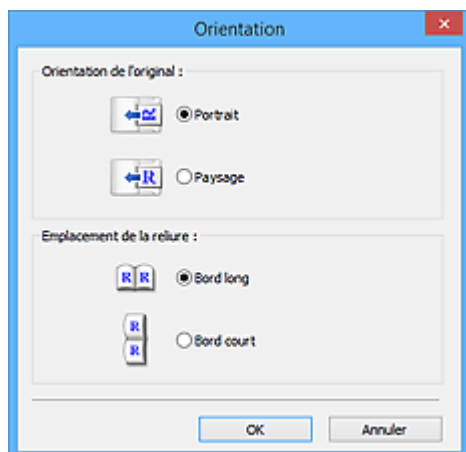 Orientation
Orientation de l'original :
Portrait
Paysage
Emplacement de la reliure :
R R
Bord long
R
R
Bord court
OK
Annuler